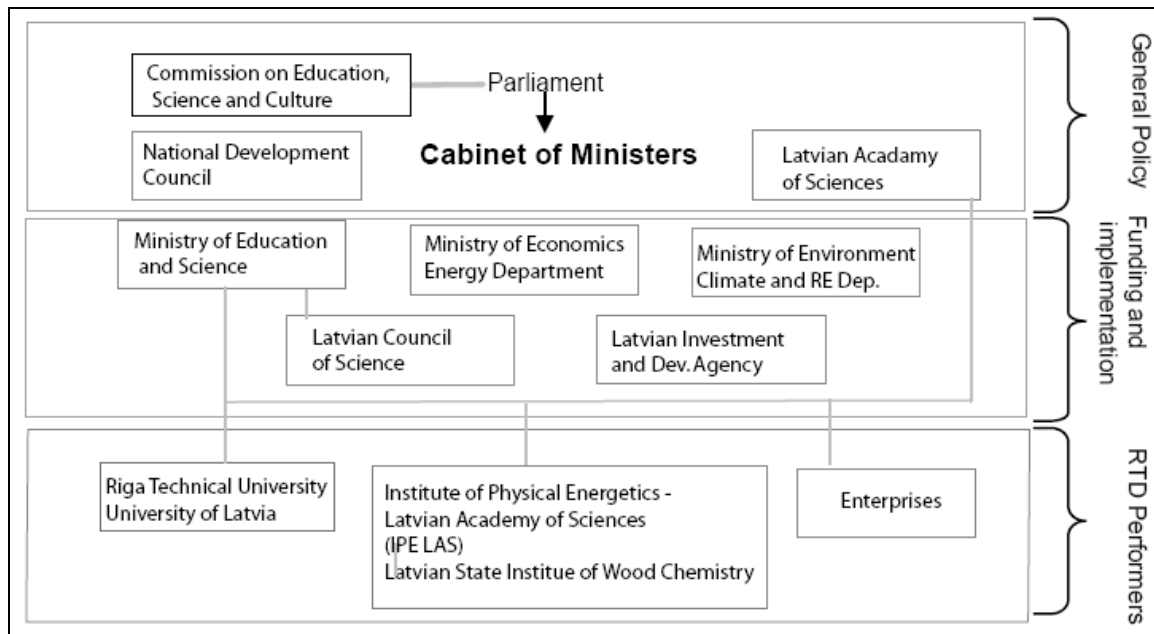 Commission on Education,
Science and Culture
Parliament
National Development
Council
Cabinet of Ministers
Latvian Acadamy
of Sciences
General Policy
Ministry of Education
and Science
Ministry of Economics
Energy Department
Ministry of Environment
Climate and RE Dep.
Latvian Council
of Science
Latvian Investment
and Dev. Agency
Funding and
implementation
Riga Technical University
University of Latvia
Institute of Physical Energetics -
Latvian Academy of Sciences
(IPE LAS)
Latvian State Institue of Wood Chemistry
Enterprises
RTD Performers